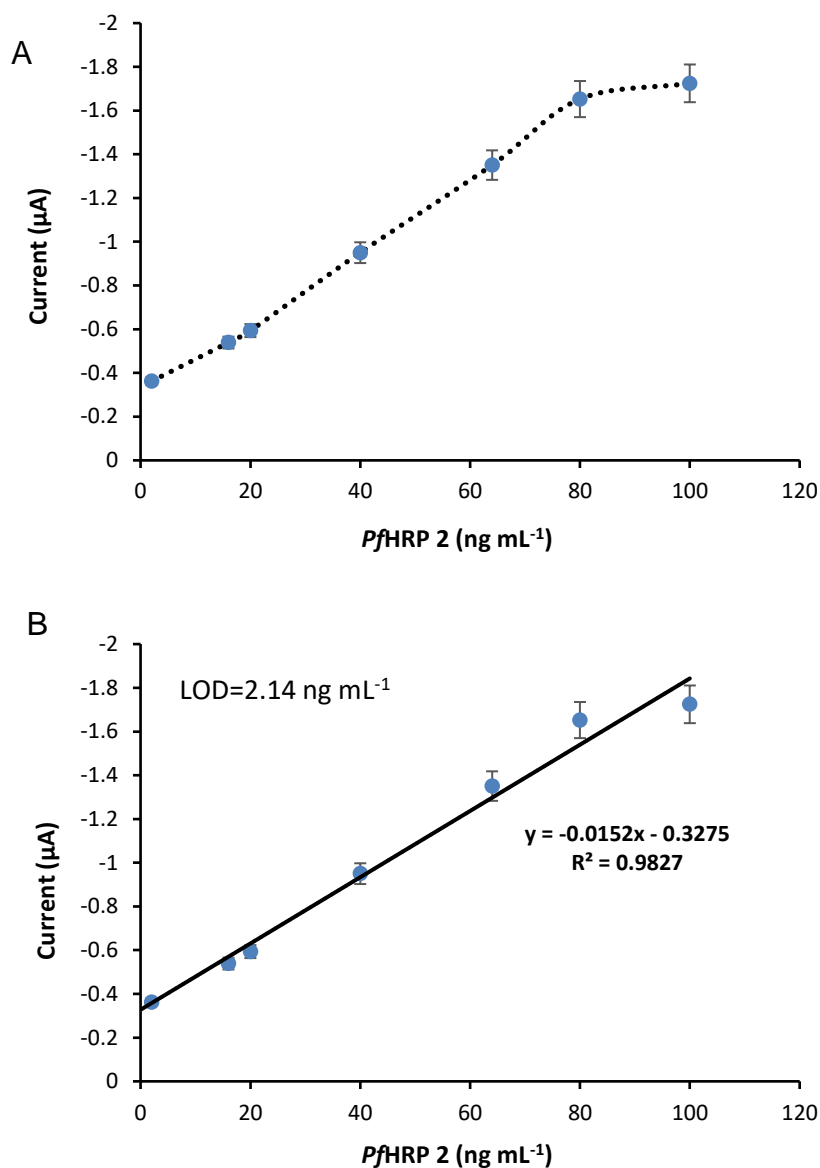 A
-2
-1.8
-1.6
-1.4
-1.2
-1
-0.8
-0.6
-0.4
-0.2
0
Current (µA)
0 20 40 60 80 100 120
PfHRP 2 (ng mL⁻¹)
B
-2
-1.8
-1.6
-1.4
-1.2
-1
-0.8
-0.6
-0.4
-0.2
0
Current (µA)
LOD=2.14 ng mL⁻¹
y = -0.0152x - 0.3275
R² = 0.9827
0 20 40 60 80 100 120
PfHRP 2 (ng mL⁻¹)